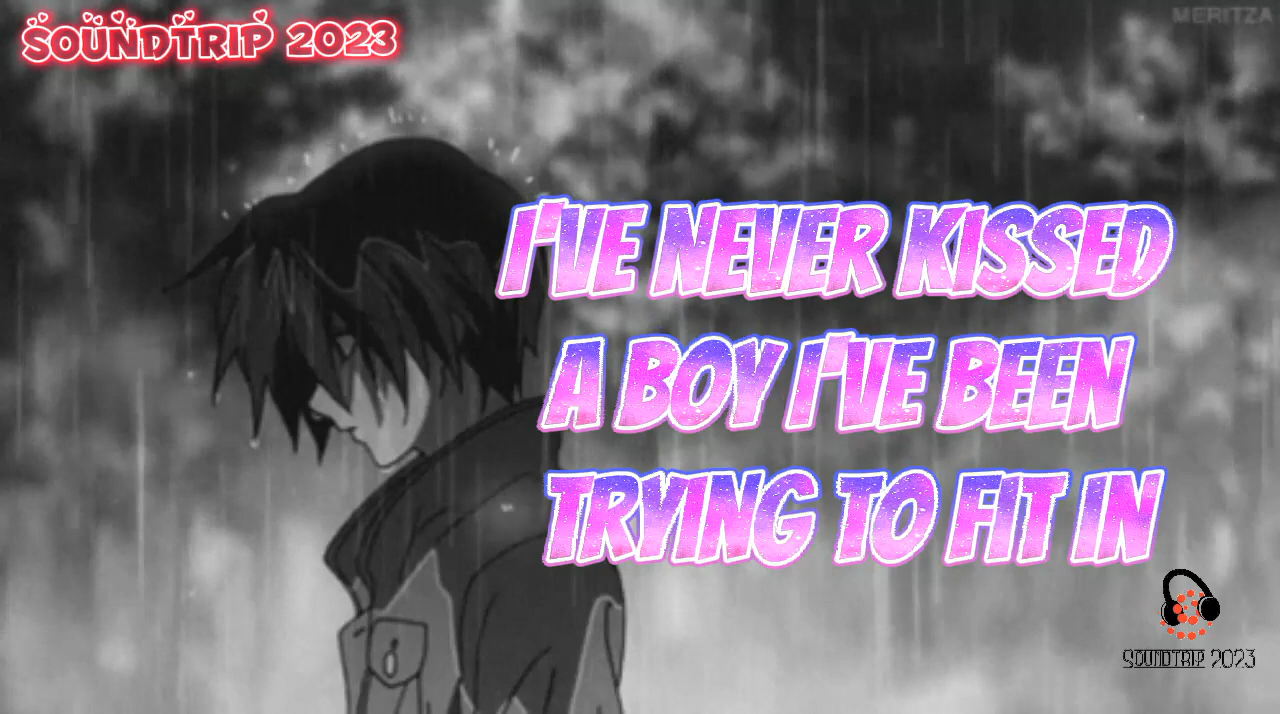 SOUNDTRIP 2023
MERITZA
I'VE NEVER KISSED
A BOY I'VE BEEN
TRYING TO FIT IN
SOUNDTRIP 2023